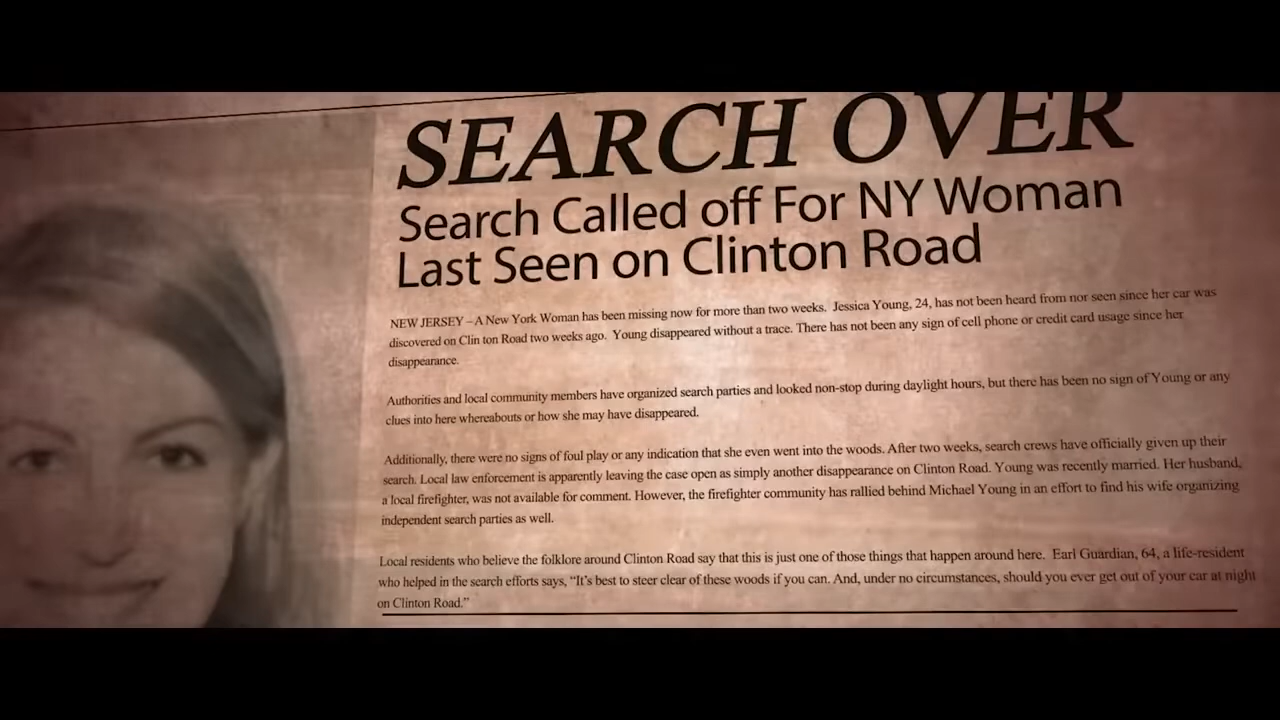 SEARCH OVER
Search Called off For NY Woman
Last Seen on Clinton Road
NEW JERSEY – A New York Woman has been missing now for more than two weeks. Jessica Young, 24, has not been heard from nor seen since her car was
discovered on Clin ton Road two weeks ago. Young disappeared without a trace. There has not been any sign of cell phone or credit card usage since her
disappearance.
Authorities and local community members have organized search parties and looked non-stop during daylight hours, but there has been no sign of Young or any
clues into here whereabouts or how she may have disappeared.
Additionally, there were no signs of foul play or any indication that she even went into the woods. After two weeks, search crews have officially given up their
search. Local law enforcement is apparently leaving the case open as simply another disappearance on Clinton Road. Young was recently married. Her husband,
a local firefighter, was not available for comment. However, the firefighter community has rallied behind Michael Young in an effort to find his wife organizing
independent search parties as well.
Local residents who believe the folklore around Clinton Road say that this is just one of those things that happen around here. Earl Guardian, 64, a life-resident
who helped in the search efforts says, “It’s best to steer clear of these woods if you can. And, under no circumstances, should you ever get out of your car at night
on Clinton Road.”